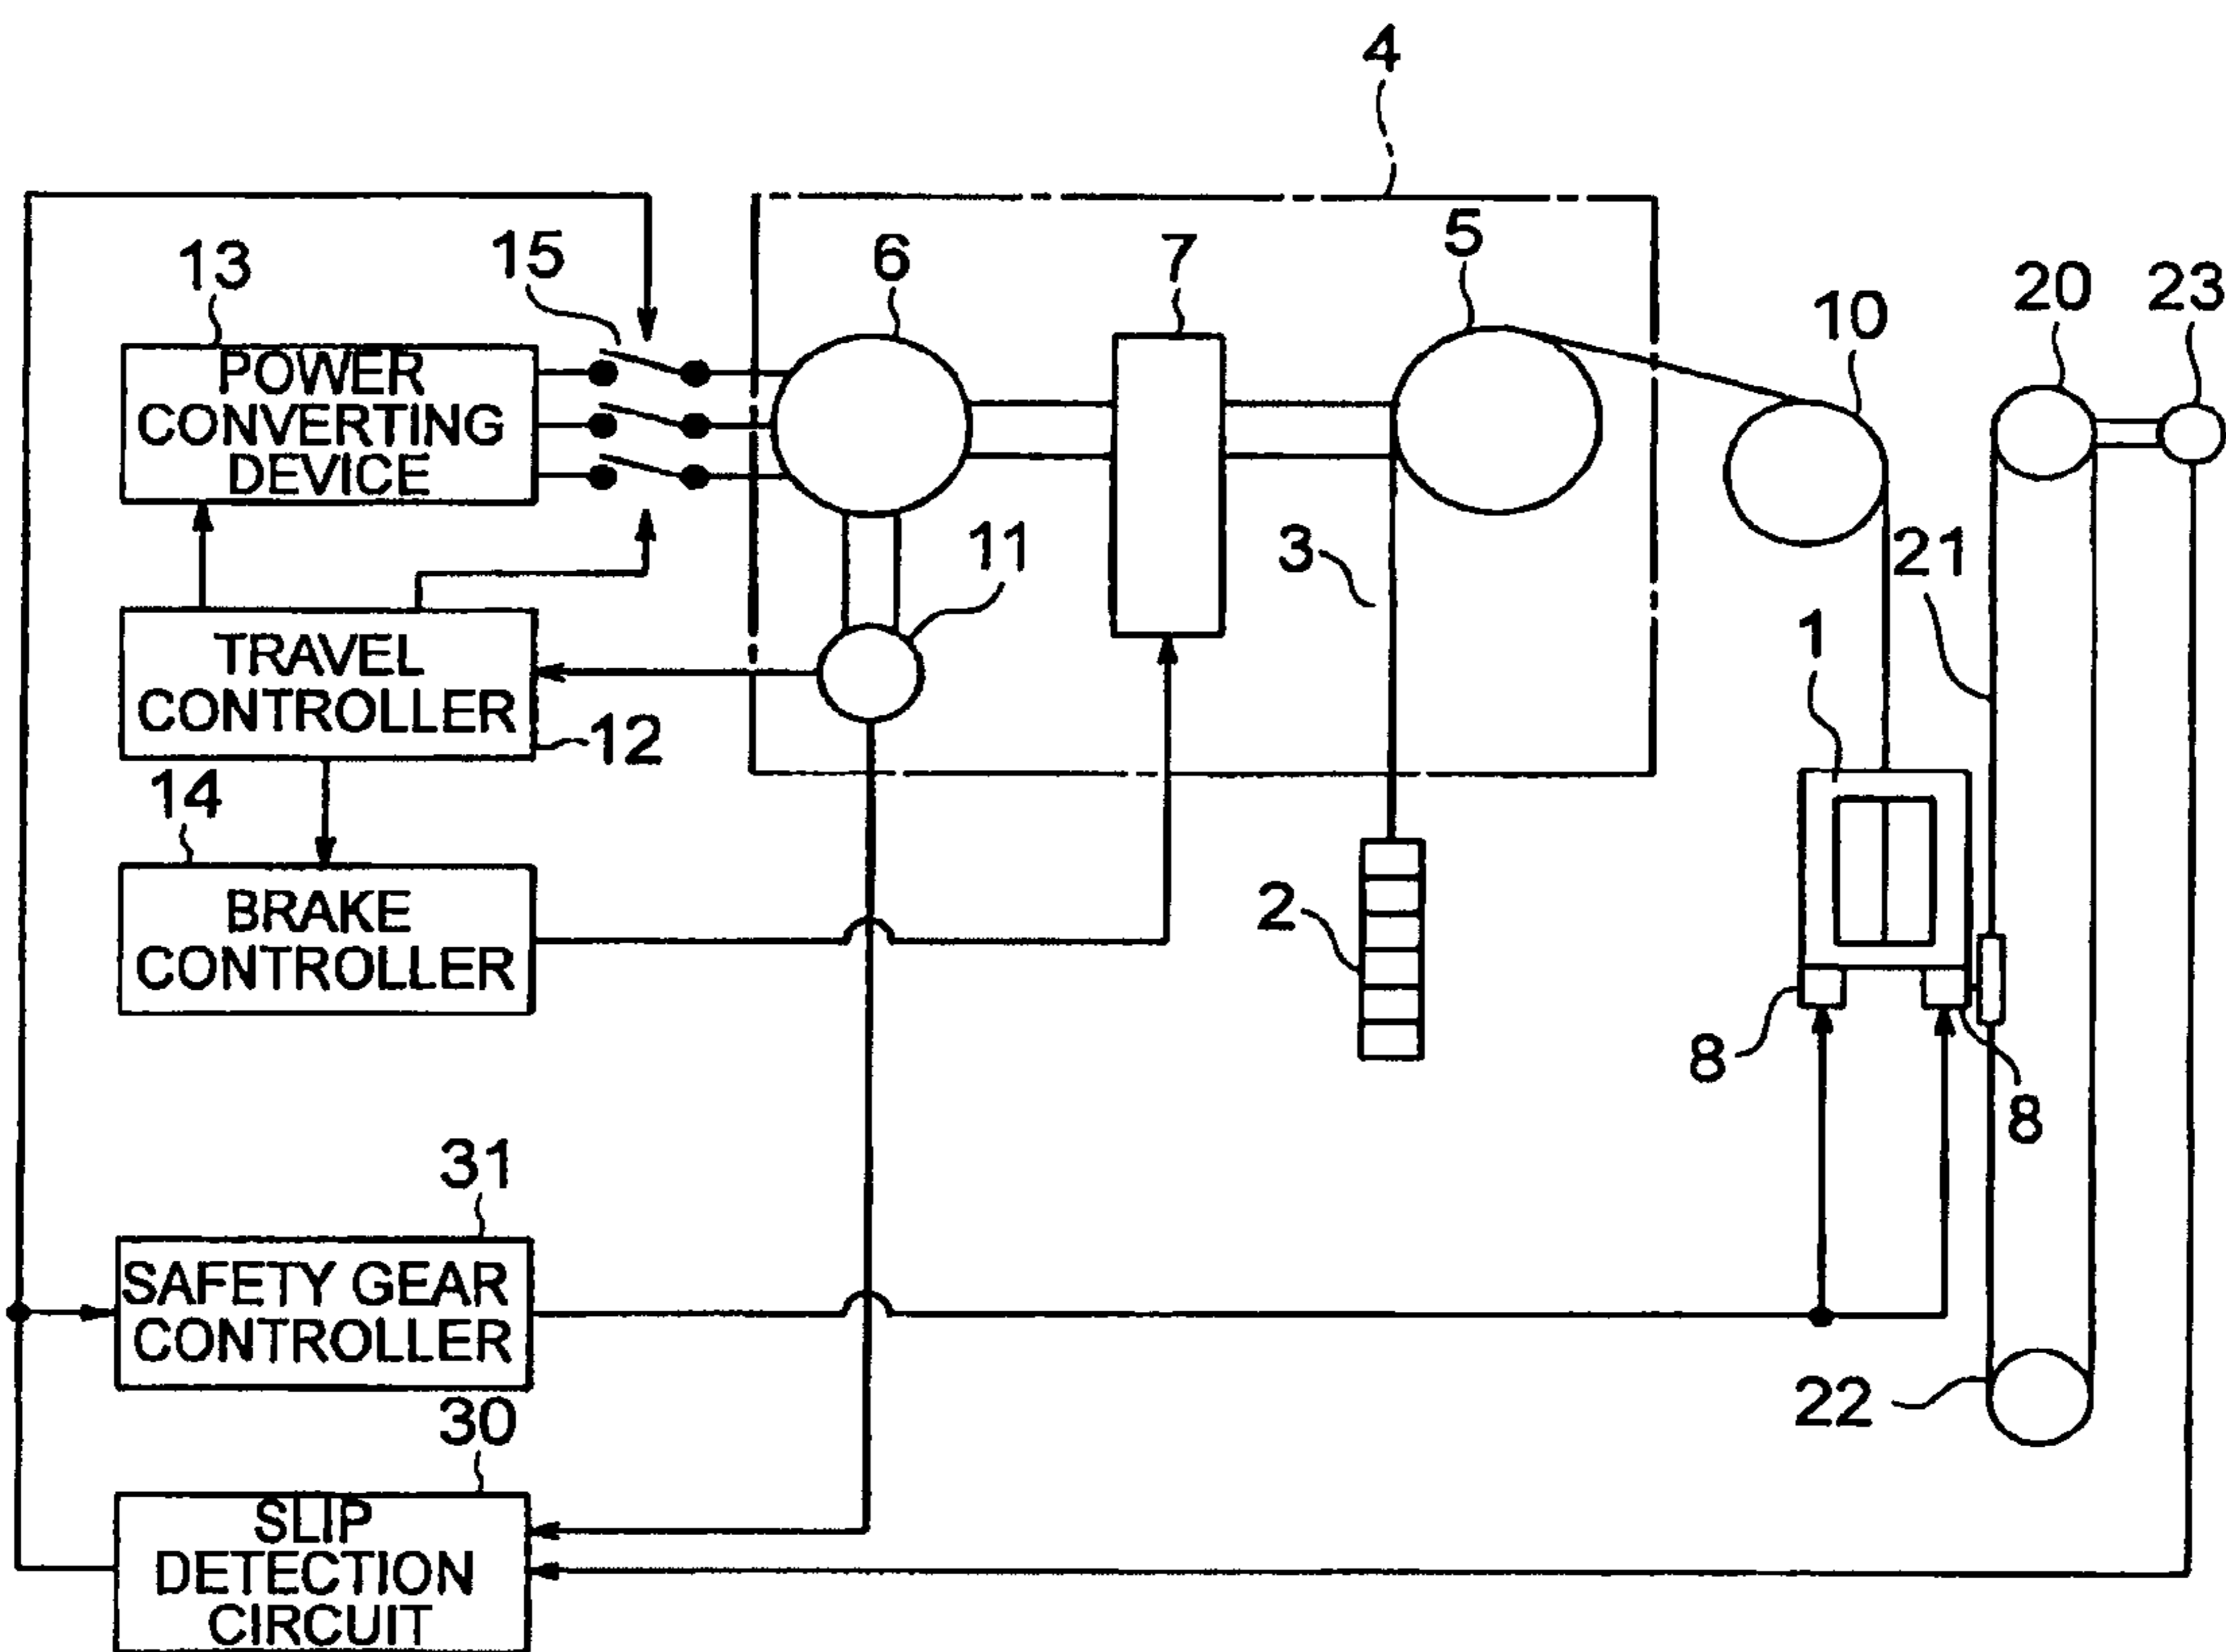 4
13
15
6
7
5
10
20
23
POWER
CONVERTING
DEVICE
11
3
21
1
TRAVEL
CONTROLLER
12
14
BRAKE
CONTROLLER
2
8
8
31
SAFETY GEAR
CONTROLLER
22
30
SLIP
DETECTION
CIRCUIT